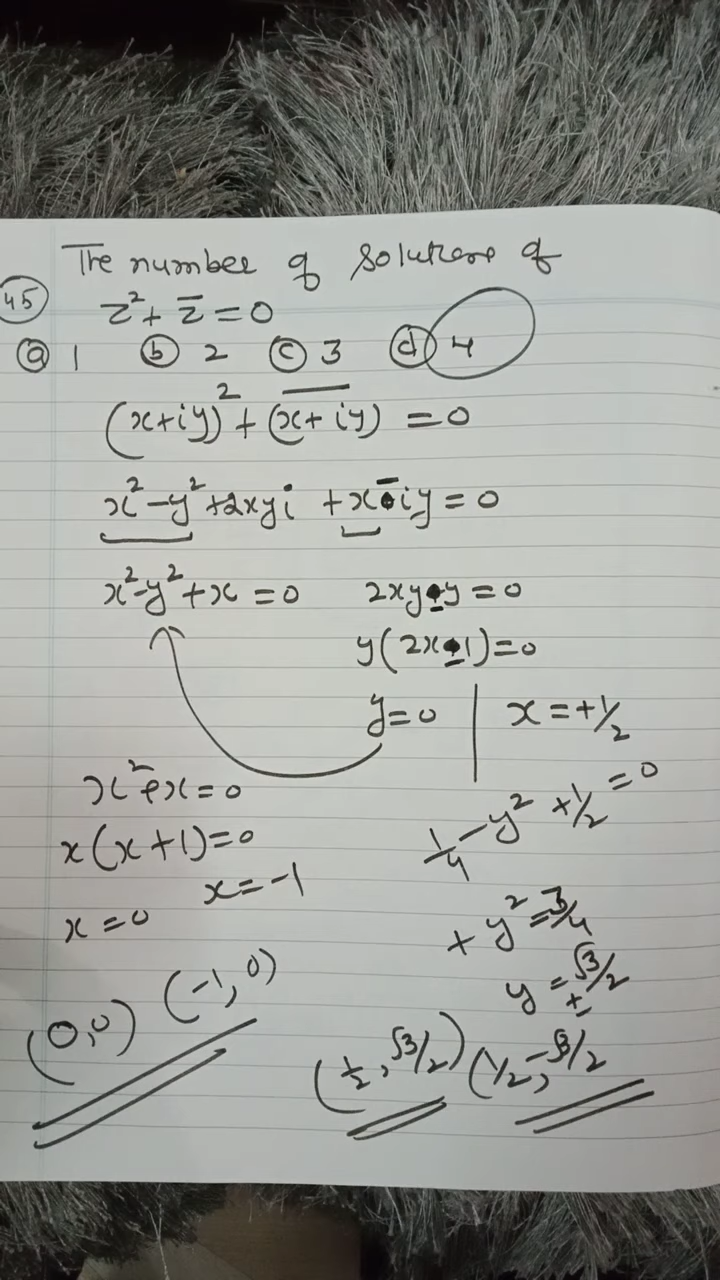 The number of solutions of
45 z² + z̅ = 0
ⓐ 1 ⓑ 2 ⓒ 3 ⓓ 4
(x+iy)² + (x+iy)‾ = 0
x² - y² + 2xyi + x - iy = 0
x² - y² + x = 0 2xy - y = 0
y(2x - 1) = 0
y = 0 | x = +1/2
x² + x = 0
1/4 - y² + 1/2 = 0
x(x+1) = 0
x = -1
x = 0
+ y² = 3/4
y = ± √3/2
(0,0) (-1,0)
(1/2, √3/2) (1/2, -√3/2